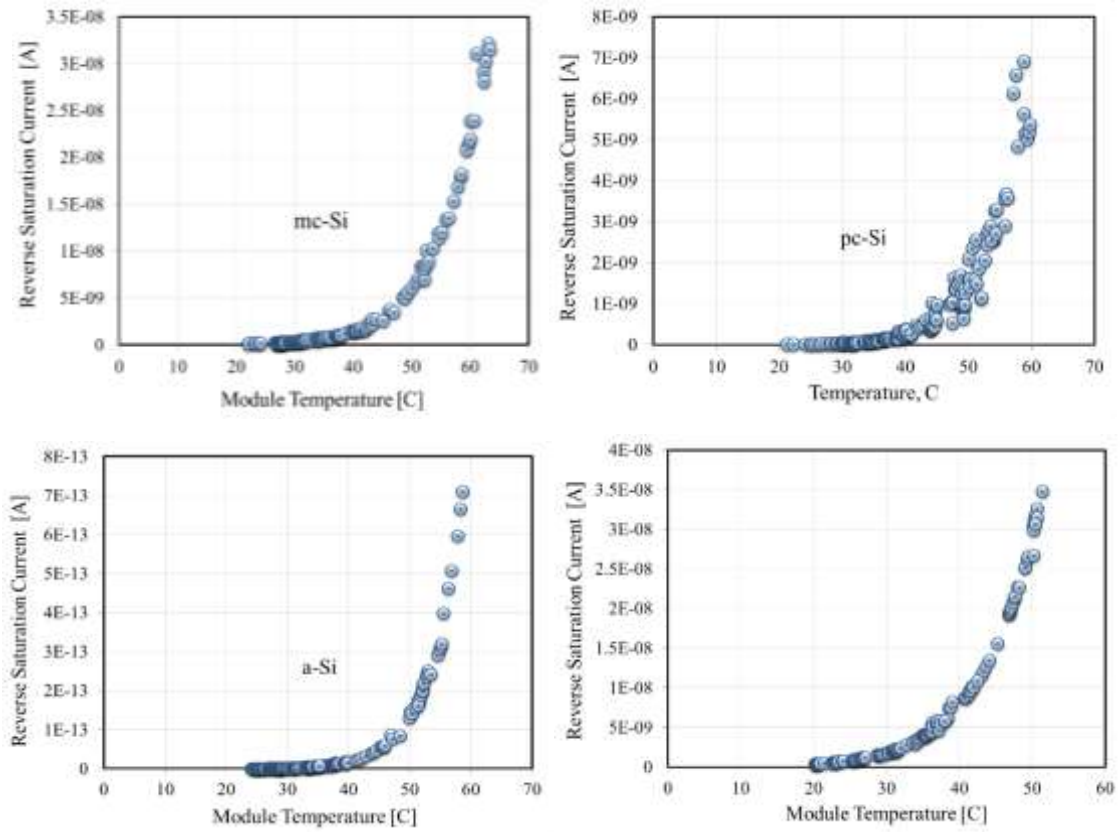 3.5E-08
3E-08
2.5E-08
2E-08
1.5E-08
1E-08
5E-09
0
0 10 20 30 40 50 60 70
Reverse Saturation Current [A]
mc-Si
Module Temperature [C]
8E-09
7E-09
6E-09
5E-09
4E-09
3E-09
2E-09
1E-09
0
0 10 20 30 40 50 60 70
Reverse Saturation Current [A]
pc-Si
Temperature, C
8E-13
7E-13
6E-13
5E-13
4E-13
3E-13
2E-13
1E-13
0
0 10 20 30 40 50 60 70
Reverse Saturation Current [A]
a-Si
Module Temperature [C]
4E-08
3.5E-08
3E-08
2.5E-08
2E-08
1.5E-08
1E-08
5E-09
0
0 10 20 30 40 50 60
Reverse Saturation Current [A]
Module Temperature [C]